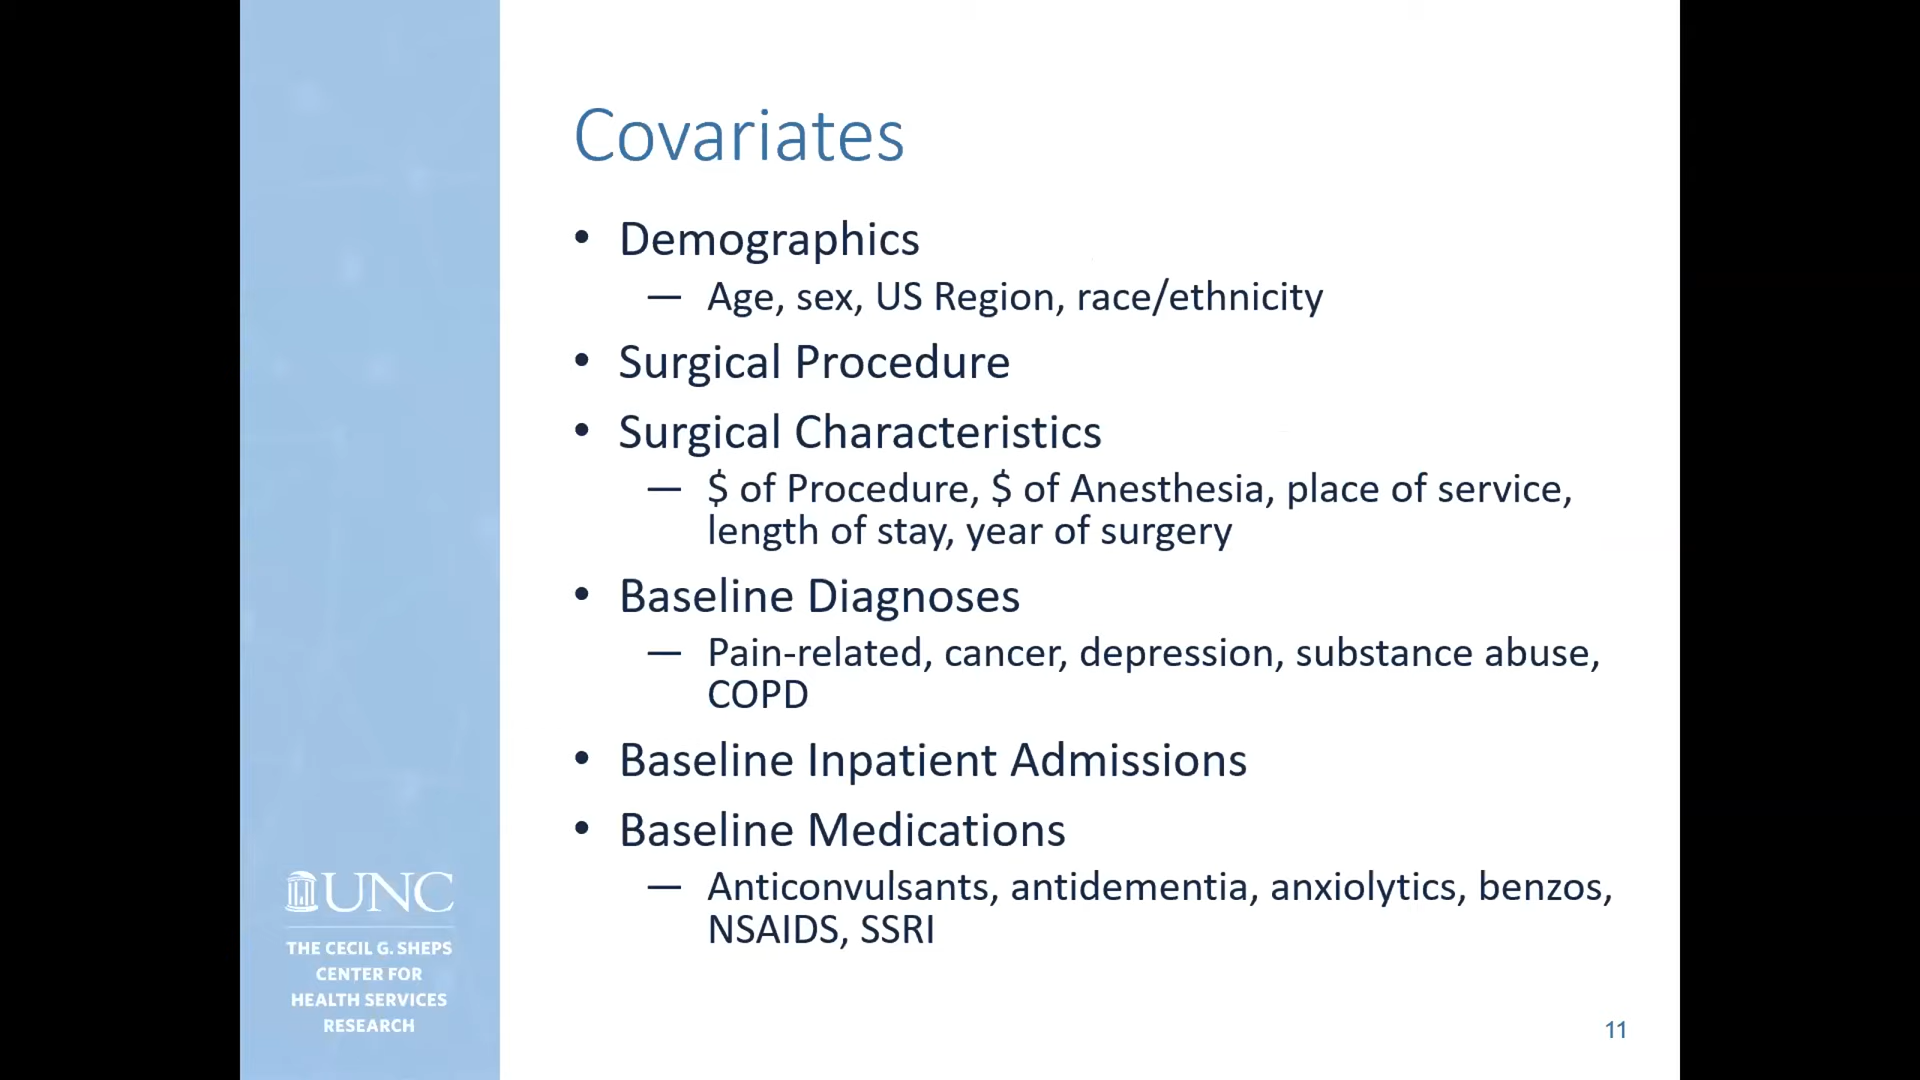 Covariates
• Demographics
— Age, sex, US Region, race/ethnicity
• Surgical Procedure
• Surgical Characteristics
— $ of Procedure, $ of Anesthesia, place of service,
length of stay, year of surgery
• Baseline Diagnoses
— Pain-related, cancer, depression, substance abuse,
COPD
• Baseline Inpatient Admissions
• Baseline Medications
— Anticonvulsants, antidementia, anxiolytics, benzos,
NSAIDS, SSRI
UNC
THE CECIL G. SHEPS
CENTER FOR
HEALTH SERVICES
RESEARCH
11